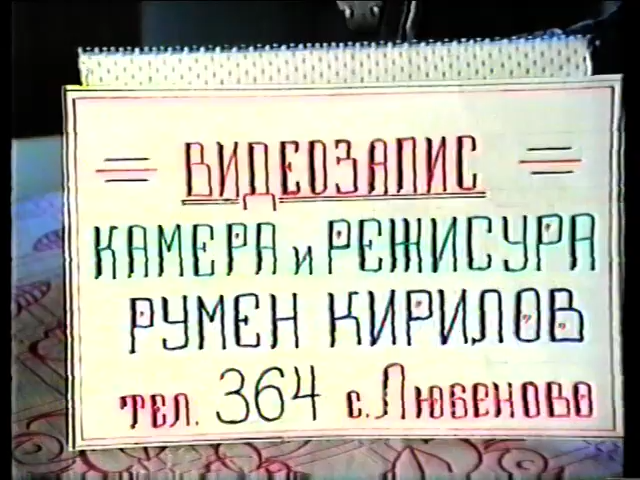 ВИДЕОЗАПИС
КАМЕРА и РЕЖИСУРА
РУМЕН КИРИЛОВ
тел. 364 с. Любеново